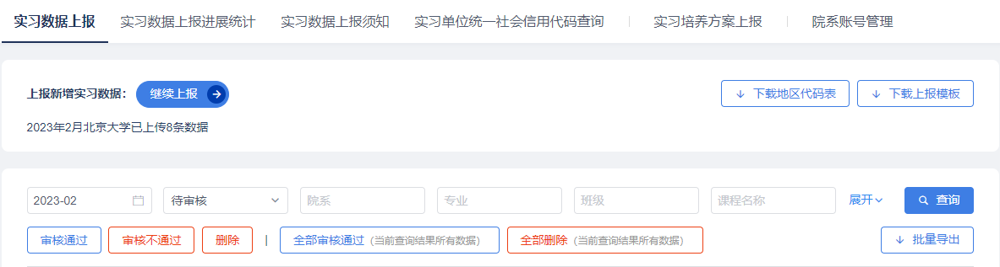 实习数据上报 实习数据上报进展统计 实习数据上报须知 实习单位统一社会信用代码查询 实习培养方案上报 院系账号管理
上报新增实习数据： 继续上报 下载地区代码表 下载上报模板
2023年2月北京大学已上传8条数据
2023-02 待审核 院系 专业 班级 课程名称 展开 查询
审核通过 审核不通过 删除 | 全部审核通过（当前查询结果所有数据） 全部删除（当前查询结果所有数据） 批量导出